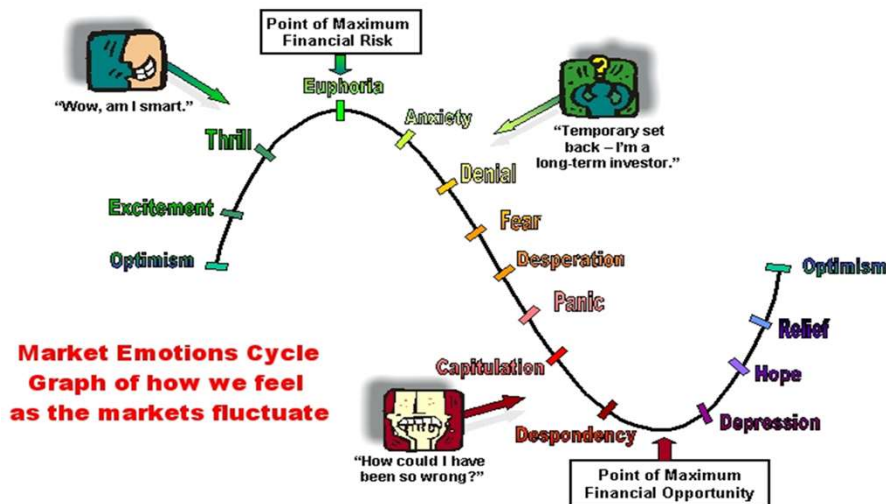 Point of Maximum
Financial Risk
"Wow, am I smart."
Euphoria
Anxiety
?
"Temporary set
back – I'm a
long-term investor."
Thrill
Denial
Excitement
Fear
Optimism
Desperation
Optimism
Panic
Relief
Market Emotions Cycle
Graph of how we feel
as the markets fluctuate
Capitulation
Hope
Despondency
Depression
"How could I have
been so wrong?"
Point of Maximum
Financial Opportunity